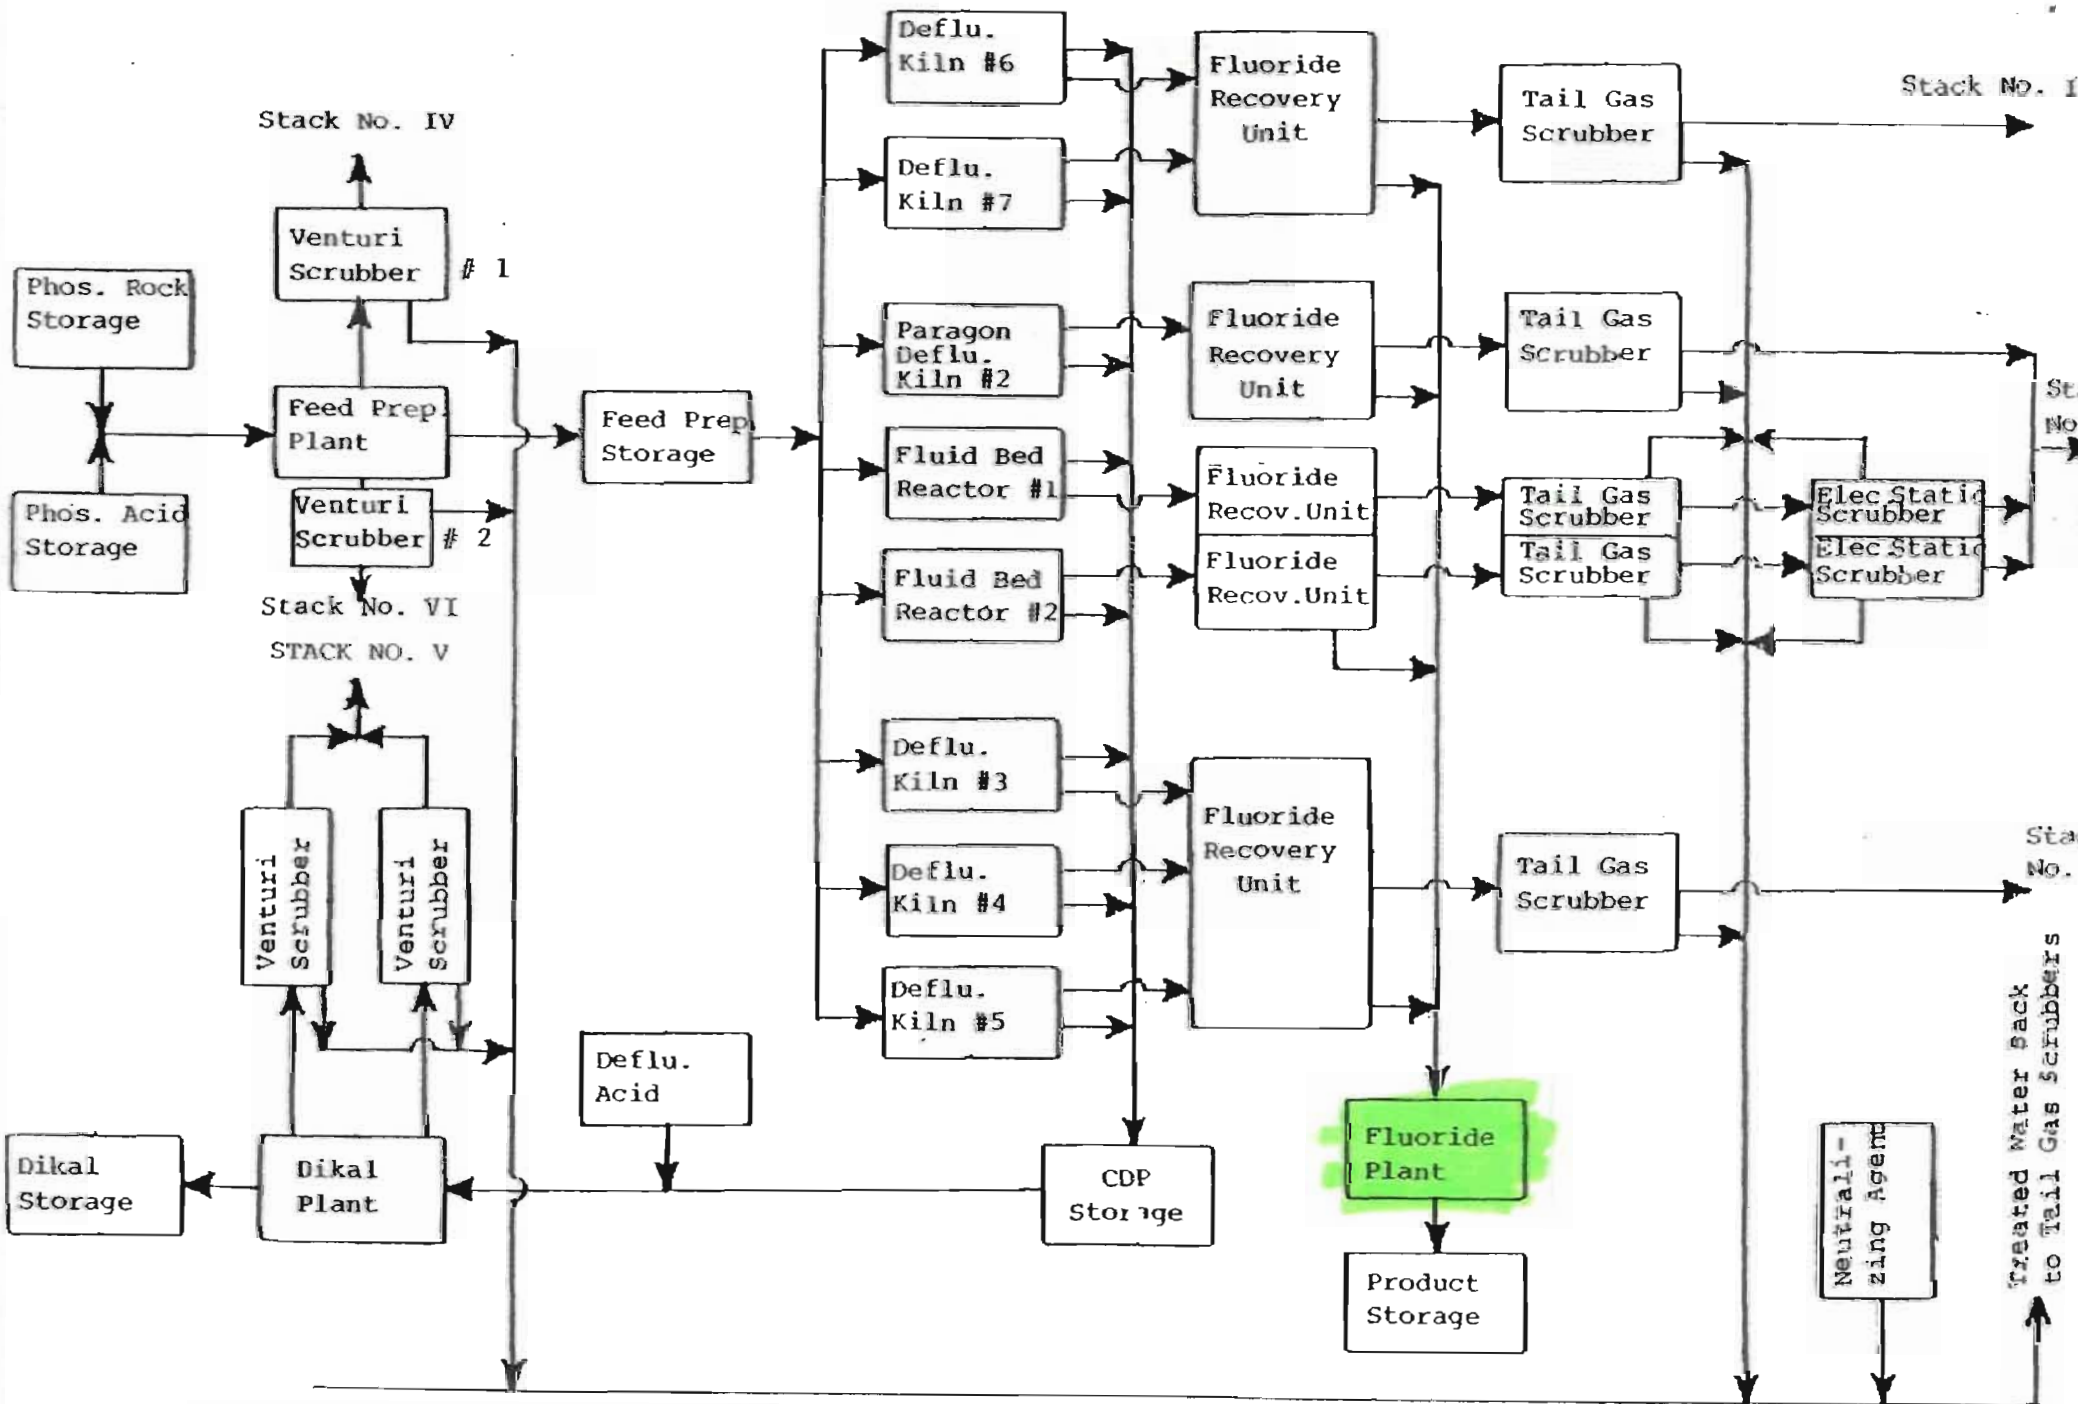 Stack No. IV
Venturi
Scrubber
# 1
Phos. Rock
Storage
Phos. Acid
Storage
Feed Prep.
Plant
Venturi
Scrubber
# 2
Stack No. VI
STACK NO. V
Venturi
Scrubber
Venturi
Scrubber
Dikal
Storage
Dikal
Plant
Feed Prep.
Storage
Deflu.
Acid
Deflu.
Kiln #6
Deflu.
Kiln #7
Paragon
Deflu.
Kiln #2
Fluid Bed
Reactor #1
Fluid Bed
Reactor #2
Deflu.
Kiln #3
Deflu.
Kiln #4
Deflu.
Kiln #5
CDP
Storage
Fluoride
Recovery
Unit
Fluoride
Recovery
Unit
Fluoride
Recov.Unit
Fluoride
Recov.Unit
Fluoride
Recovery
Unit
Fluoride
Plant
Product
Storage
Tail Gas
Scrubber
Tail Gas
Scrubber
Tail Gas
Scrubber
Tail Gas
Scrubber
Tail Gas
Scrubber
Elec.Static
Scrubber
Elec.Static
Scrubber
Stack No.
No.
No.
Neutrali-
zing Agent
Treated Water Back
to Tail Gas Scrubbers